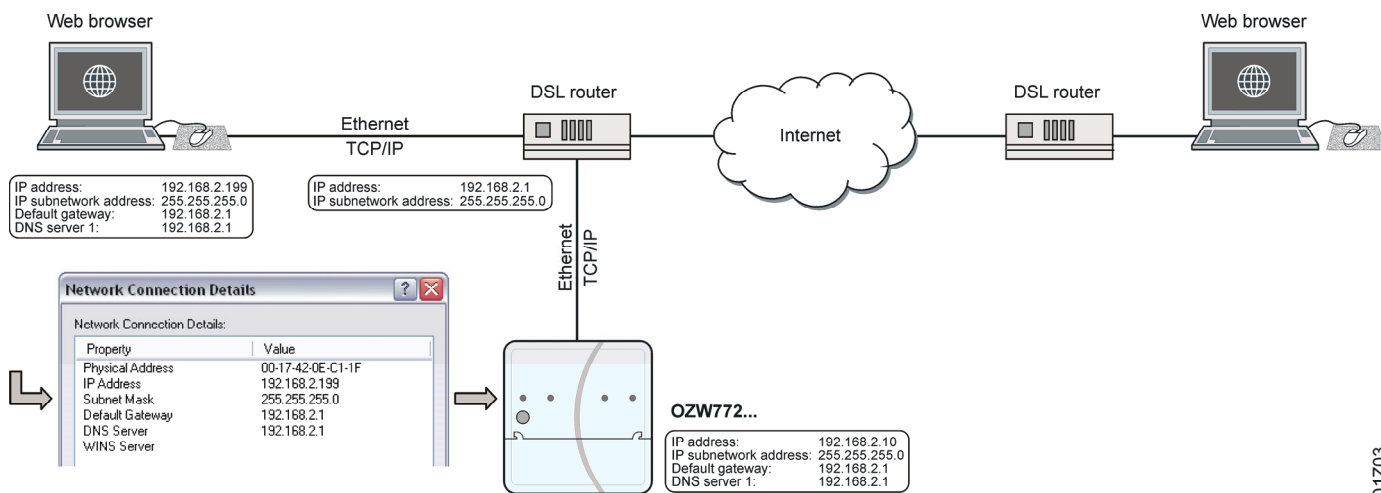 Web browser
Web browser
DSL router
DSL router
Internet
Ethernet
TCP/IP
IP address: 192.168.2.199
IP subnetwork address: 255.255.255.0
Default gateway: 192.168.2.1
DNS server 1: 192.168.2.1
IP address: 192.168.2.1
IP subnetwork address: 255.255.255.0
Ethernet
TCP/IP
Network Connection Details
Network Connection Details:
Property Value
Physical Address 00-17-42-0E-C1-1F
IP Address 192.168.2.199
Subnet Mask 255.255.255.0
Default Gateway 192.168.2.1
DNS Server 192.168.2.1
WINS Server
OZW772...
IP address: 192.168.2.10
IP subnetwork address: 255.255.255.0
Default gateway: 192.168.2.1
DNS server 1: 192.168.2.1